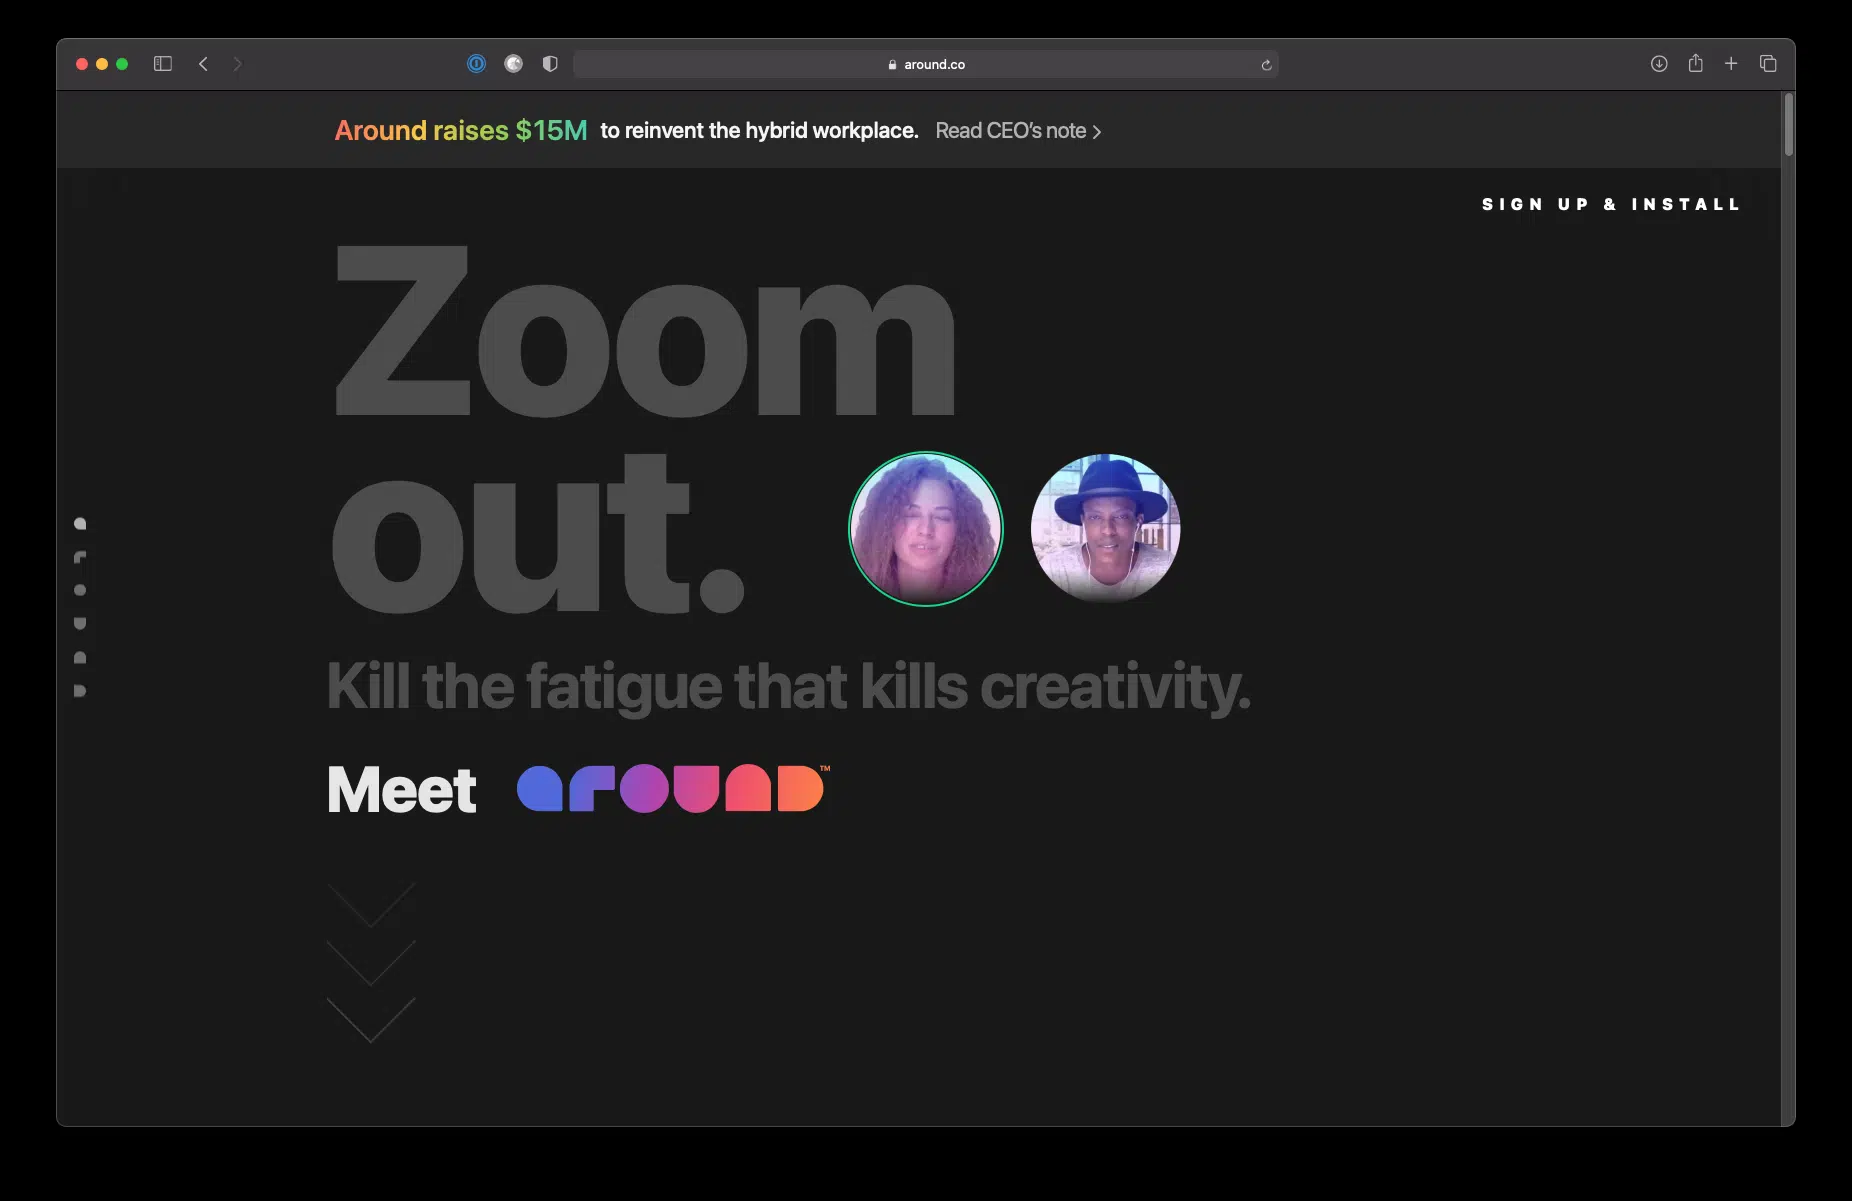 around.co
Around raises $15M to reinvent the hybrid workplace. Read CEO's note >
SIGN UP & INSTALL
Zoom
out.
Kill the fatigue that kills creativity.
Meet around™